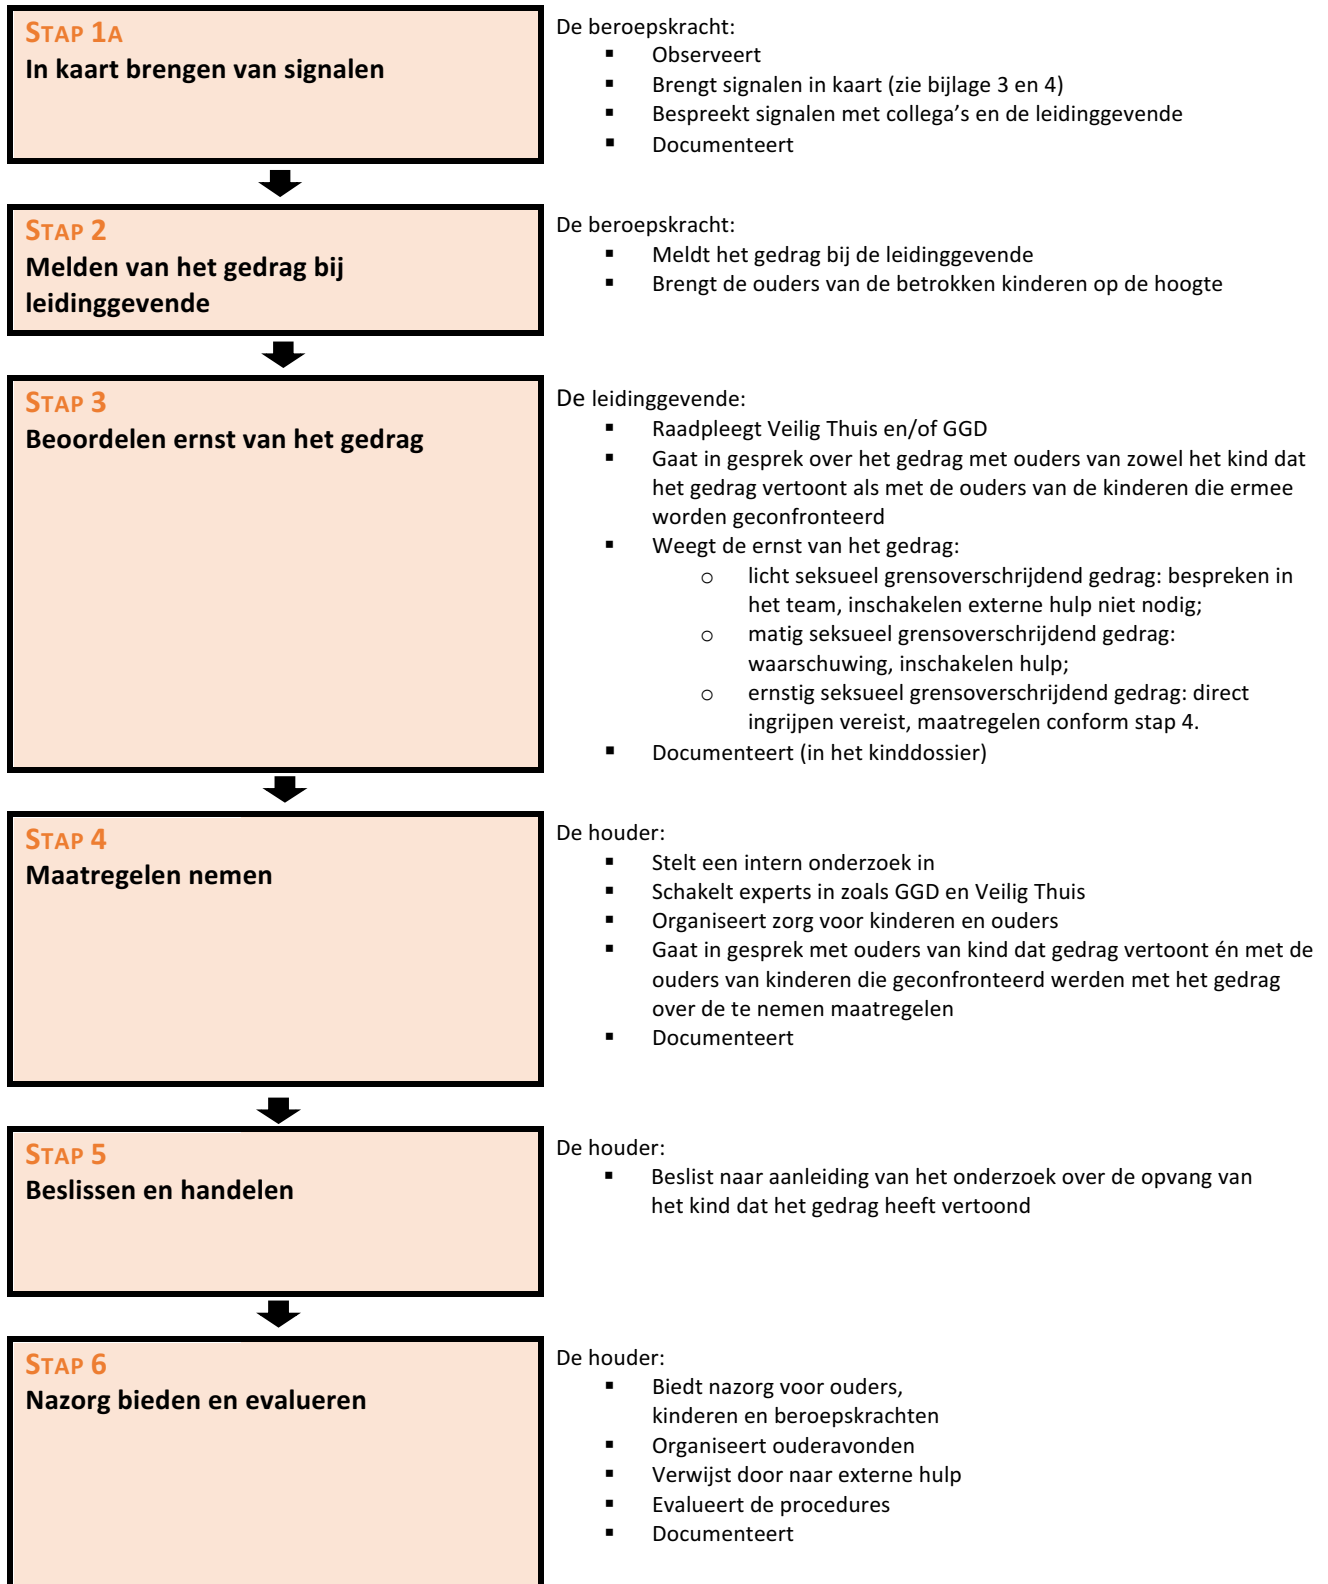 STAP 1A
In kaart brengen van signalen
De beroepskracht:
▪ Observeert
▪ Brengt signalen in kaart (zie bijlage 3 en 4)
▪ Bespreekt signalen met collega's en de leidinggevende
▪ Documenteert
STAP 2
Melden van het gedrag bij
leidinggevende
De beroepskracht:
▪ Meldt het gedrag bij de leidinggevende
▪ Brengt de ouders van de betrokken kinderen op de hoogte
STAP 3
Beoordelen ernst van het gedrag
De leidinggevende:
▪ Raadpleegt Veilig Thuis en/of GGD
▪ Gaat in gesprek over het gedrag met ouders van zowel het kind dat
het gedrag vertoont als met de ouders van de kinderen die ermee
worden geconfronteerd
▪ Weegt de ernst van het gedrag:
o licht seksueel grensoverschrijdend gedrag: bespreken in
het team, inschakelen externe hulp niet nodig;
o matig seksueel grensoverschrijdend gedrag:
waarschuwing, inschakelen hulp;
o ernstig seksueel grensoverschrijdend gedrag: direct
ingrijpen vereist, maatregelen conform stap 4.
▪ Documenteert (in het kinddossier)
STAP 4
Maatregelen nemen
De houder:
▪ Stelt een intern onderzoek in
▪ Schakelt experts in zoals GGD en Veilig Thuis
▪ Organiseert zorg voor kinderen en ouders
▪ Gaat in gesprek met ouders van kind dat gedrag vertoont én met de
ouders van kinderen die geconfronteerd werden met het gedrag
over de te nemen maatregelen
▪ Documenteert
STAP 5
Beslissen en handelen
De houder:
▪ Beslist naar aanleiding van het onderzoek over de opvang van
het kind dat het gedrag heeft vertoond
STAP 6
Nazorg bieden en evalueren
De houder:
▪ Biedt nazorg voor ouders,
kinderen en beroepskrachten
▪ Organiseert ouderavonden
▪ Verwijst door naar externe hulp
▪ Evalueert de procedures
▪ Documenteert